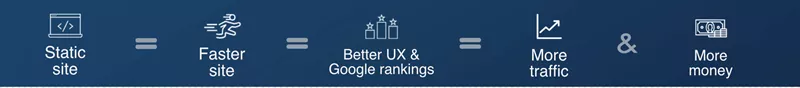 </>
Static
site
=
Faster
site
=
Better UX &
Google rankings
=
More
traffic
&
More
money